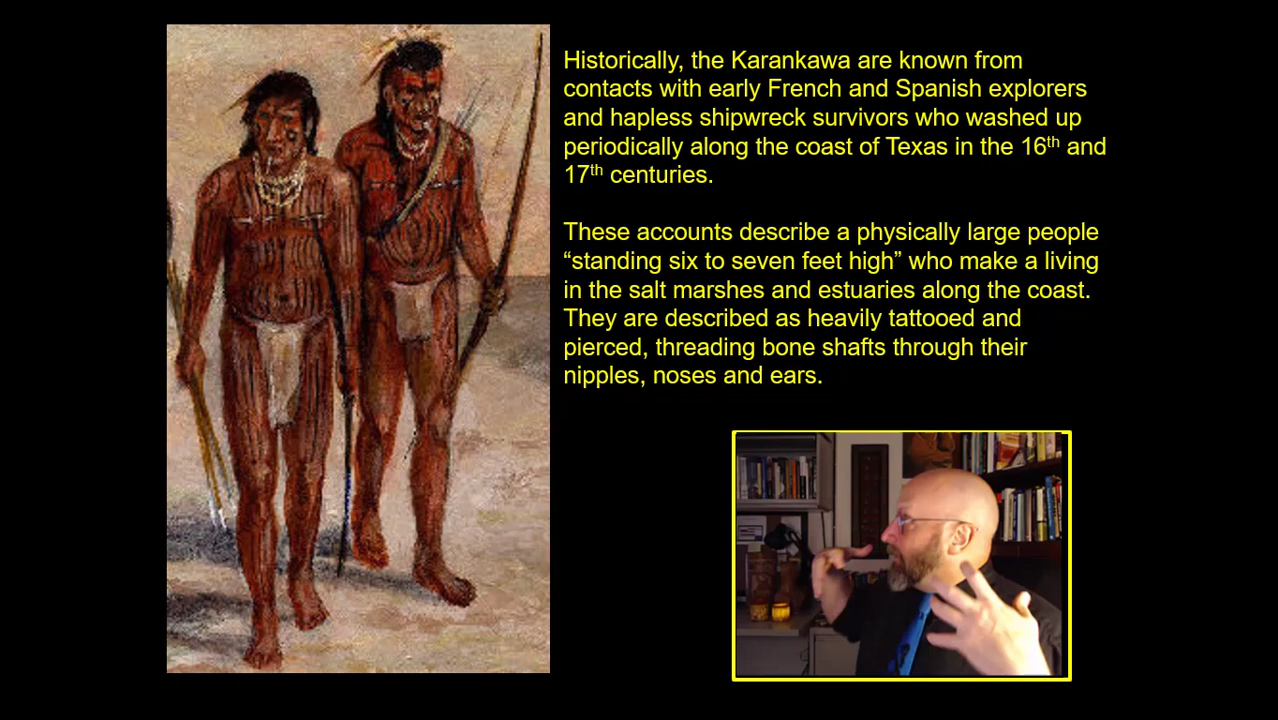 Historically, the Karankawa are known from
contacts with early French and Spanish explorers
and hapless shipwreck survivors who washed up
periodically along the coast of Texas in the 16th and
17th centuries.
These accounts describe a physically large people
“standing six to seven feet high” who make a living
in the salt marshes and estuaries along the coast.
They are described as heavily tattooed and
pierced, threading bone shafts through their
nipples, noses and ears.